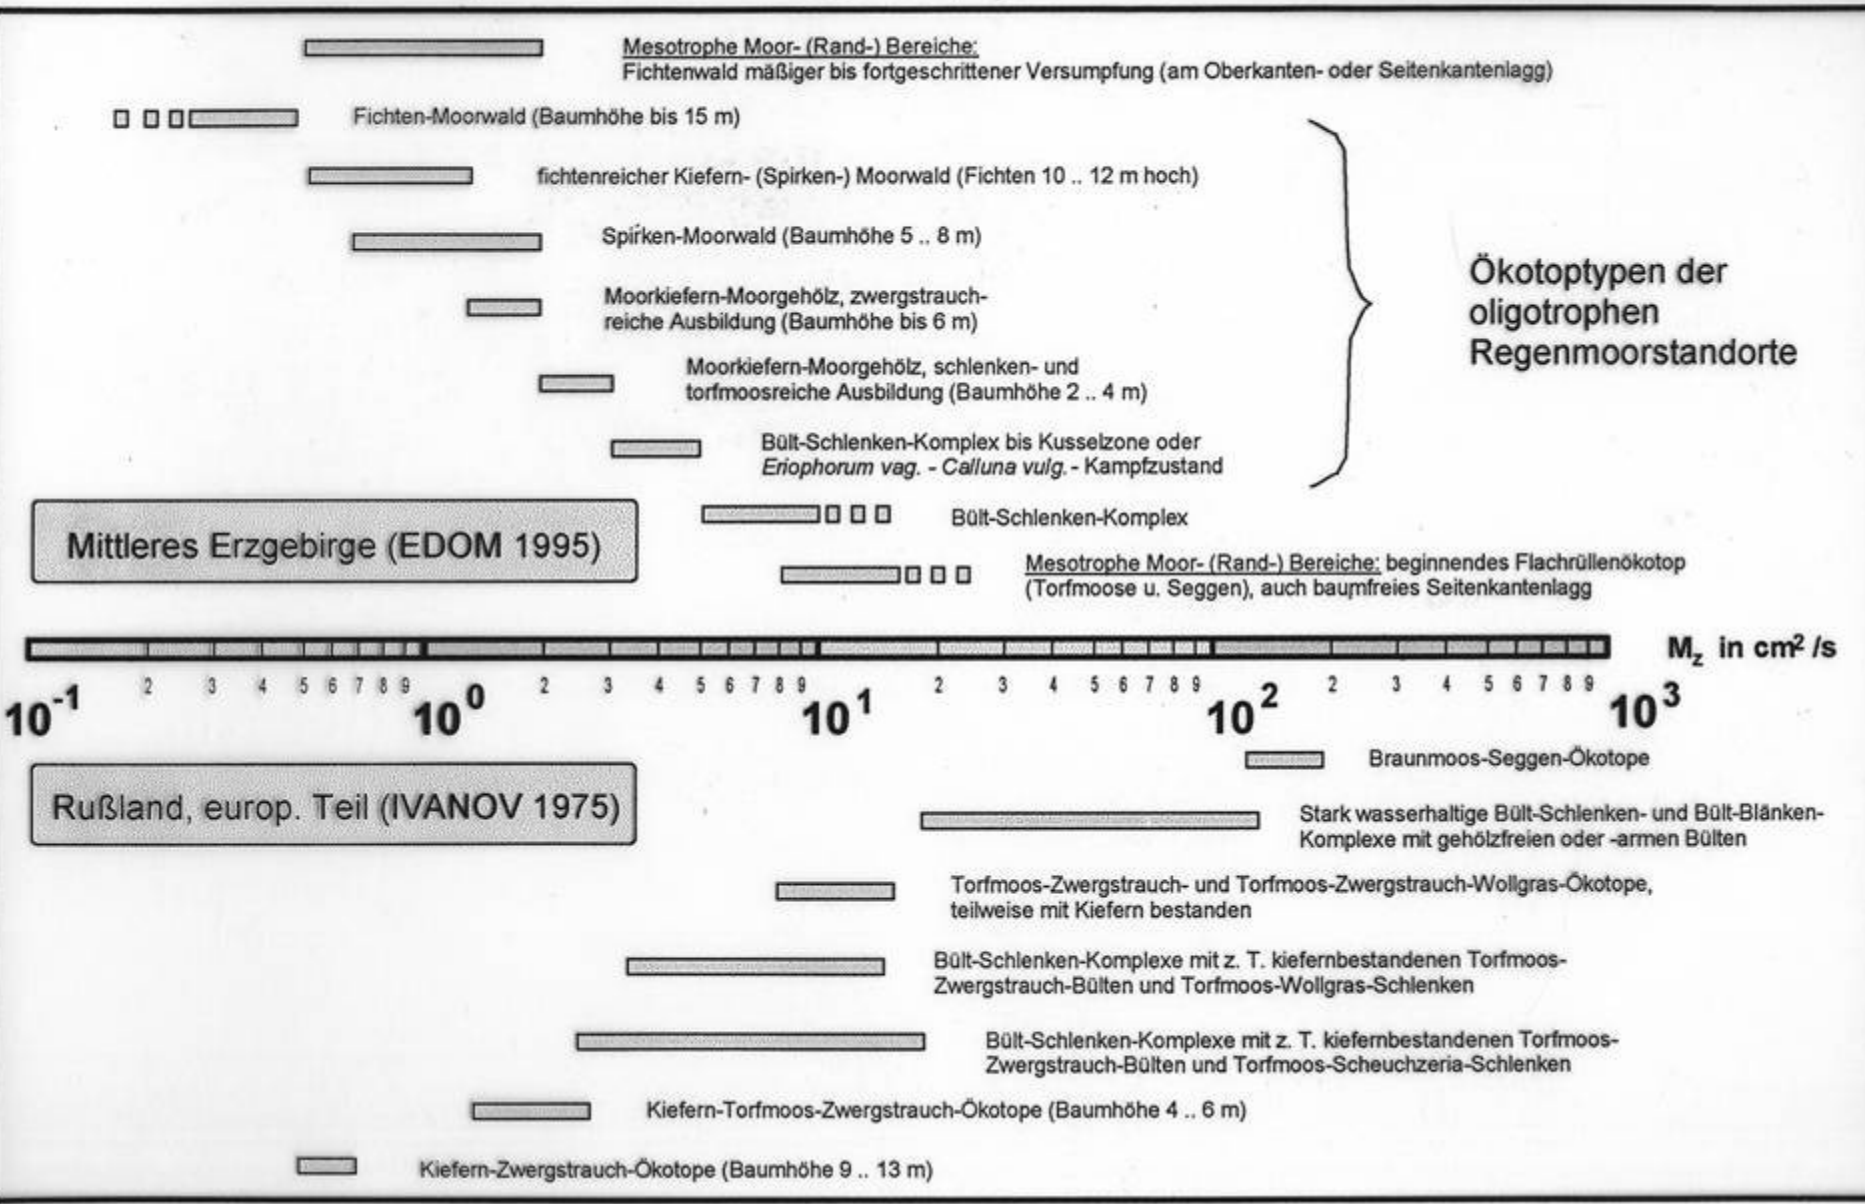 Mesotrophe Moor- (Rand-) Bereiche:
Fichtenwald mäßiger bis fortgeschrittener Versumpfung (am Oberkanten- oder Seitenkantenlagg)
Fichten-Moorwald (Baumhöhe bis 15 m)
fichtenreicher Kiefern- (Spirken-) Moorwald (Fichten 10 .. 12 m hoch)
Spirken-Moorwald (Baumhöhe 5 .. 8 m)
Moorkiefern-Moorgehölz, zwergstrauch-
reiche Ausbildung (Baumhöhe bis 6 m)
Moorkiefern-Moorgehölz, schlenken- und
torfmoosreiche Ausbildung (Baumhöhe 2 .. 4 m)
Bült-Schlenken-Komplex bis Kusselzone oder
Eriophorum vag. - Calluna vulg. - Kampfzustand
Ökotoptypen der
oligotrophen
Regenmoorstandorte
Bült-Schlenken-Komplex
Mittleres Erzgebirge (EDOM 1995)
Mesotrophe Moor- (Rand-) Bereiche: beginnendes Flachrüllenökotop
(Torfmoose u. Seggen), auch baumfreies Seitenkantenlagg
M_z in cm² /s
2 3 4 5 6 7 8 9 2 3 4 5 6 7 8 9 2 3 4 5 6 7 8 9 2 3 4 5 6 7 8 9
10⁻¹ 10⁰ 10¹ 10² 10³
Rußland, europ. Teil (IVANOV 1975)
Braunmoos-Seggen-Ökotope
Stark wasserhaltige Bült-Schlenken- und Bült-Blänken-
Komplexe mit gehölzfreien oder -armen Bülten
Torfmoos-Zwergstrauch- und Torfmoos-Zwergstrauch-Wollgras-Ökotope,
teilweise mit Kiefern bestanden
Bült-Schlenken-Komplexe mit z. T. kiefernbestandenen Torfmoos-
Zwergstrauch-Bülten und Torfmoos-Wollgras-Schlenken
Bült-Schlenken-Komplexe mit z. T. kiefernbestandenen Torfmoos-
Zwergstrauch-Bülten und Torfmoos-Scheuchzeria-Schlenken
Kiefern-Torfmoos-Zwergstrauch-Ökotope (Baumhöhe 4 .. 6 m)
Kiefern-Zwergstrauch-Ökotope (Baumhöhe 9 .. 13 m)